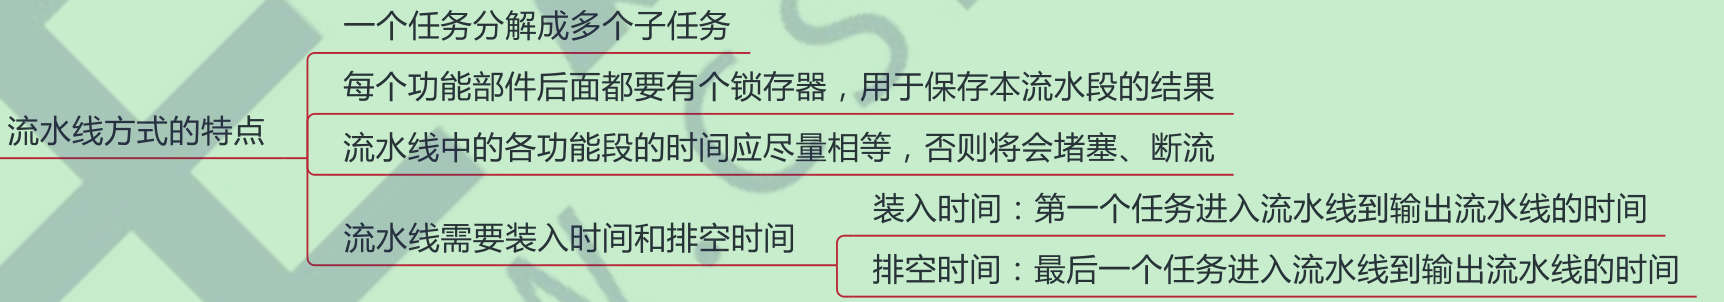 一个任务分解成多个子任务
每个功能部件后面都要有个锁存器，用于保存本流水段的结果
流水线方式的特点
流水线中的各功能段的时间应尽量相等，否则将会堵塞、断流
装入时间：第一个任务进入流水线到输出流水线的时间
流水线需要装入时间和排空时间
排空时间：最后一个任务进入流水线到输出流水线的时间